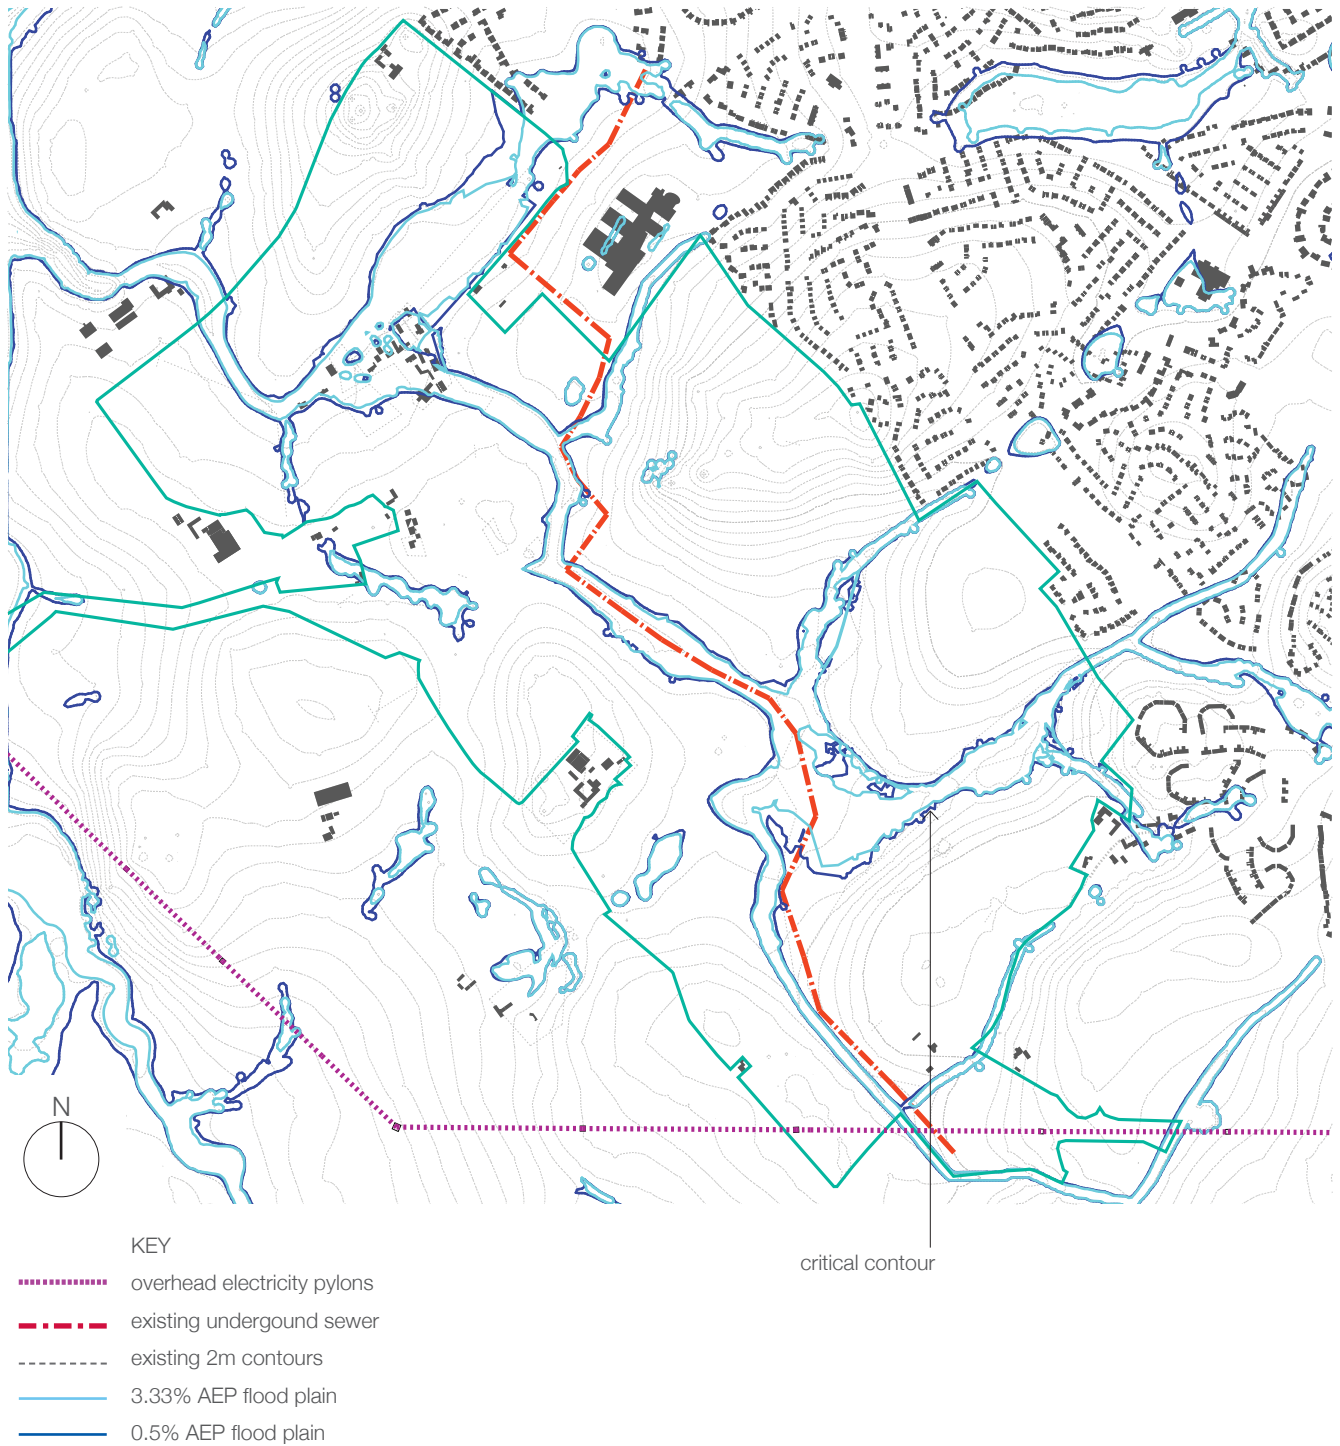 N
critical contour
KEY
overhead electricity pylons
existing undergound sewer
existing 2m contours
3.33% AEP flood plain
0.5% AEP flood plain